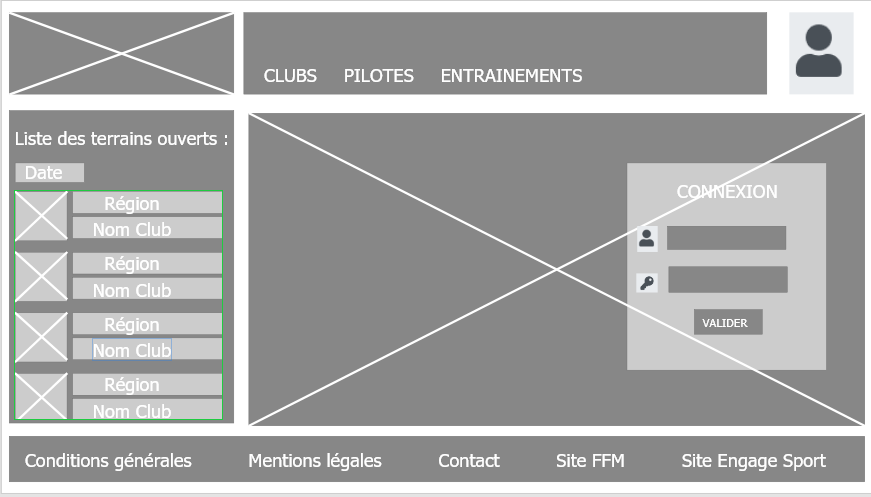 CLUBS PILOTES ENTRAINEMENTS
Liste des terrains ouverts :
Date
Région
Nom Club
Région
Nom Club
Région
Nom Club
Région
Nom Club
CONNEXION
VALIDER
Conditions générales Mentions légales Contact Site FFM Site Engage Sport